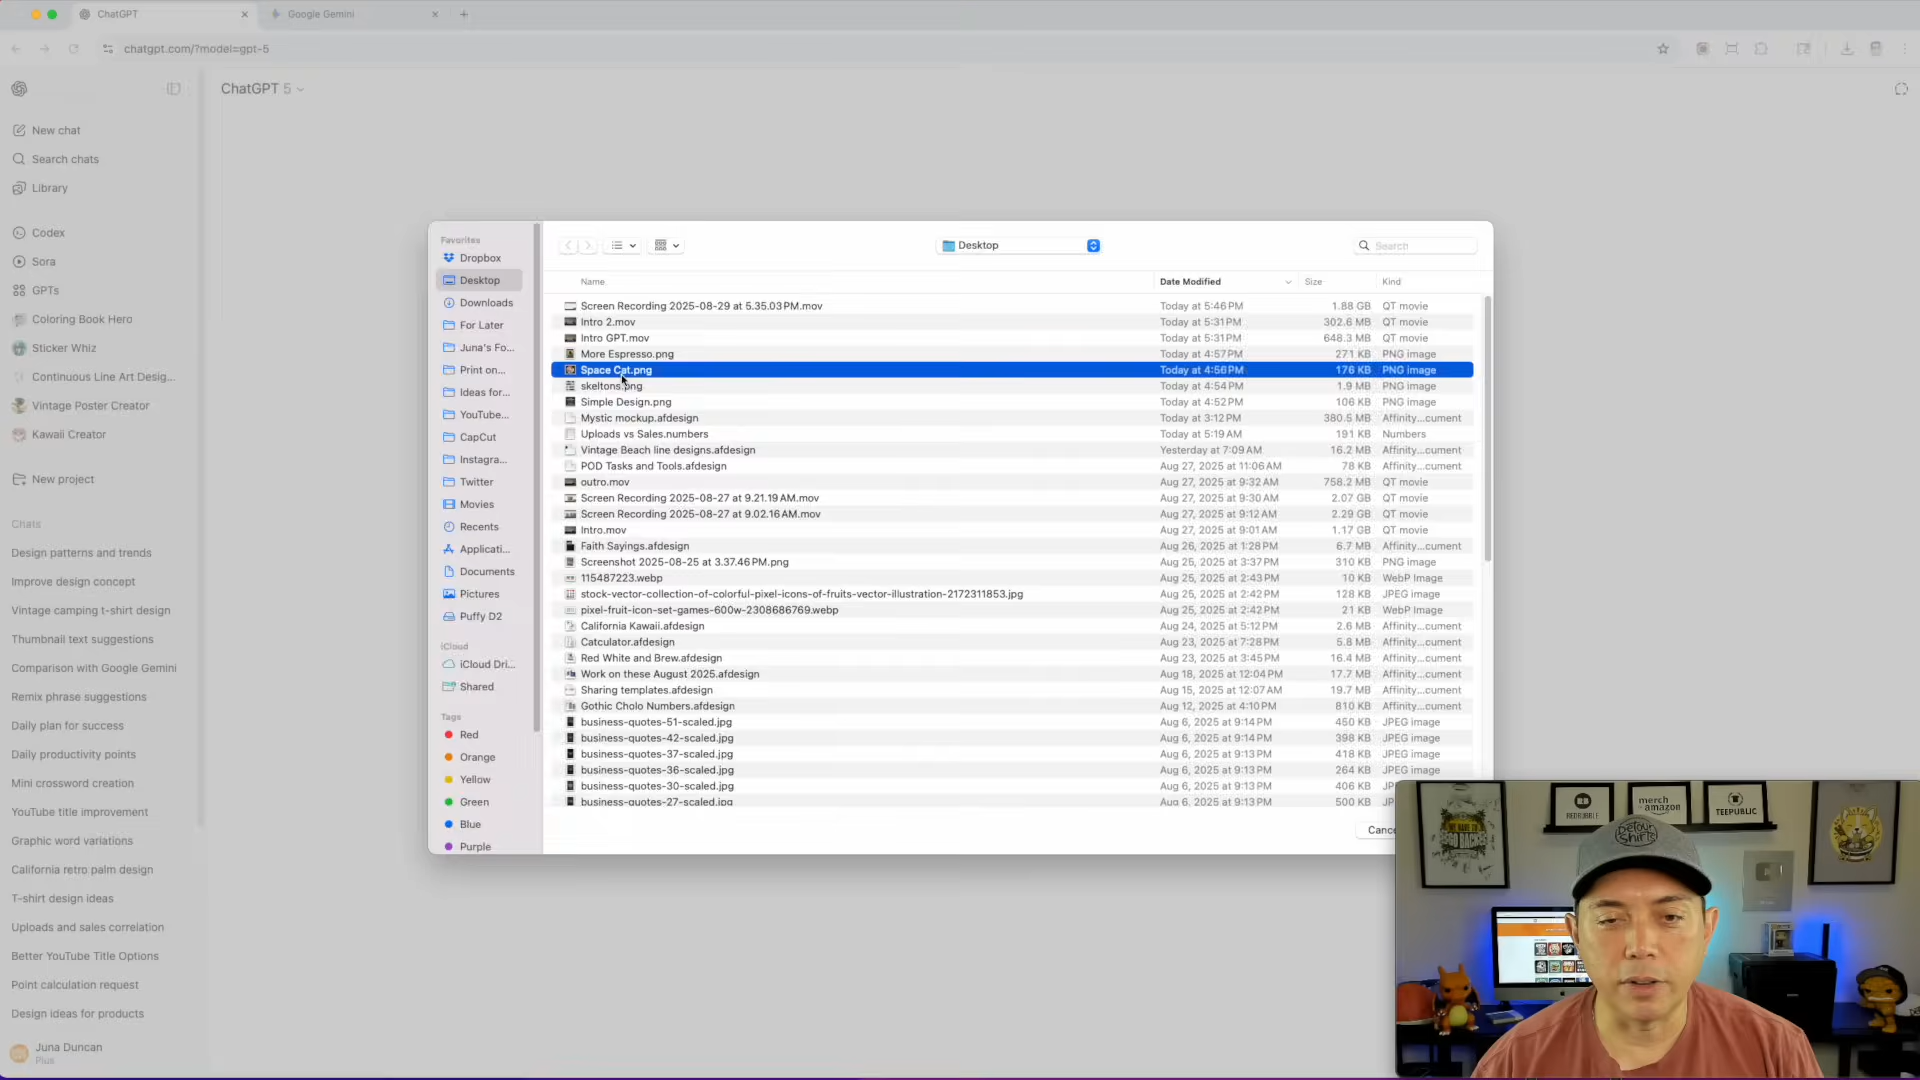 ChatGPT
Google Gemini
chatgpt.com/?model=gpt-5
ChatGPT 5
New chat
Search chats
Library
Codex
Sora
GPTs
Coloring Book Hero
Sticker Whiz
Continuous Line Art Desig...
Vintage Poster Creator
Kawaii Creator
New project
Chats
Design patterns and trends
Improve design concept
Vintage camping t-shirt design
Thumbnail text suggestions
Comparison with Google Gemini
Remix phrase suggestions
Daily plan for success
Daily productivity points
Mini crossword creation
YouTube title improvement
Graphic word variations
California retro palm design
T-shirt design ideas
Uploads and sales correlation
Better YouTube Title Options
Point calculation request
Design ideas for products
Juna Duncan
Plus
Favorites
Dropbox
Desktop
Downloads
For Later
Juna's Fo...
Print on...
Ideas for...
YouTube...
CapCut
Instagra...
Twitter
Movies
Recents
Applicati...
Documents
Pictures
Puffy D2
iCloud
iCloud Dri...
Shared
Tags
Red
Orange
Yellow
Green
Blue
Purple
Desktop
Search
Name Date Modified Size Kind
Screen Recording 2025-08-29 at 5.35.03 PM.mov Today at 5:46 PM 1.88 GB QT movie
Intro 2.mov Today at 5:31 PM 302.6 MB QT movie
Intro GPT.mov Today at 5:31 PM 648.3 MB QT movie
More Espresso.png Today at 4:57 PM 271 KB PNG image
Space Cat.png Today at 4:56 PM 176 KB PNG image
skeltons.png Today at 4:54 PM 1.9 MB PNG image
Simple Design.png Today at 4:52 PM 106 KB PNG image
Mystic mockup.afdesign Today at 3:12 PM 380.5 MB Affinity...cument
Uploads vs Sales.numbers Today at 5:19 AM 191 KB Numbers
Vintage Beach line designs.afdesign Yesterday at 7:09 AM 16.2 MB Affinity...cument
POD Tasks and Tools.afdesign Aug 27, 2025 at 11:06 AM 78 KB Affinity...cument
outro.mov Aug 27, 2025 at 9:32 AM 758.2 MB QT movie
Screen Recording 2025-08-27 at 9.21.19 AM.mov Aug 27, 2025 at 9:30 AM 2.07 GB QT movie
Screen Recording 2025-08-27 at 9.02.16 AM.mov Aug 27, 2025 at 9:12 AM 2.29 GB QT movie
Intro.mov Aug 27, 2025 at 9:01 AM 1.17 GB QT movie
Faith Sayings.afdesign Aug 26, 2025 at 1:28 PM 6.7 MB Affinity...cument
Screenshot 2025-08-25 at 3.37.46 PM.png Aug 25, 2025 at 3:37 PM 310 KB PNG image
115487223.webp Aug 25, 2025 at 2:43 PM 10 KB WebP Image
stock-vector-collection-of-colorful-pixel-icons-of-fruits-vector-illustration-2172311853.jpg Aug 25, 2025 at 2:42 PM 128 KB JPEG image
pixel-fruit-icon-set-games-600w-2308686769.webp Aug 25, 2025 at 2:42 PM 21 KB WebP Image
California Kawaii.afdesign Aug 24, 2025 at 5:12 PM 2.6 MB Affinity...cument
Catculator.afdesign Aug 23, 2025 at 7:28 PM 5.8 MB Affinity...cument
Red White and Brew.afdesign Aug 23, 2025 at 3:45 PM 16.4 MB Affinity...cument
Work on these August 2025.afdesign Aug 18, 2025 at 12:04 PM 17.7 MB Affinity...cument
Sharing templates.afdesign Aug 15, 2025 at 12:07 AM 19.7 MB Affinity...cument
Gothic Cholo Numbers.afdesign Aug 12, 2025 at 4:10 PM 810 KB Affinity...cument
business-quotes-51-scaled.jpg Aug 6, 2025 at 9:14 PM 450 KB JPEG image
business-quotes-42-scaled.jpg Aug 6, 2025 at 9:14 PM 398 KB JPEG image
business-quotes-37-scaled.jpg Aug 6, 2025 at 9:13 PM 418 KB JPEG image
business-quotes-36-scaled.jpg Aug 6, 2025 at 9:13 PM 264 KB JPEG image
business-quotes-30-scaled.jpg Aug 6, 2025 at 9:13 PM 406 KB JP
business-quotes-27-scaled.jpg Aug 6, 2025 at 9:13 PM 500 KB JP
Cance
REDBUBBLE
merch amazon
TEEPUBLIC
WE HAVE TO
GO BACK
DETOUR
SHIRTS